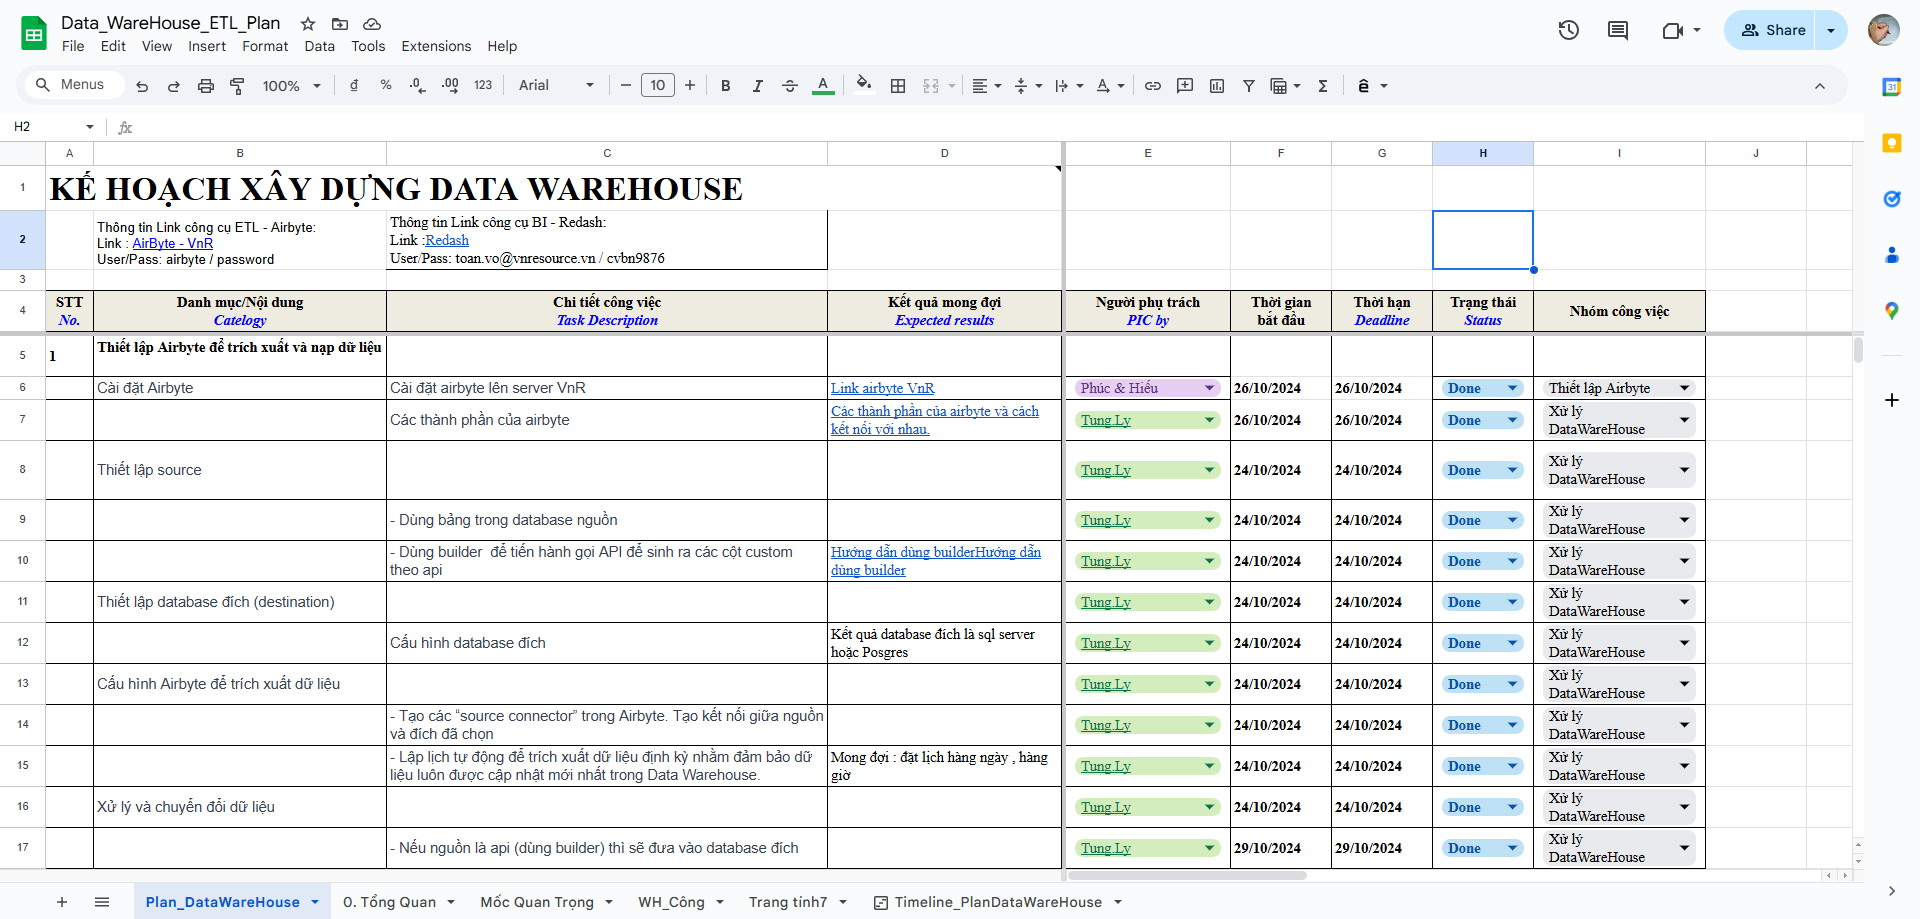 Data_WareHouse_ETL_Plan
File Edit View Insert Format Data Tools Extensions Help
Share
Menus
100%
đ % .0 .00 123
Arial
10
B I A
H2
fx
A B C D E F G H I J
1 KẾ HOẠCH XÂY DỰNG DATA WAREHOUSE
2
Thông tin Link công cụ ETL - Airbyte:
Link : AirByte - VnR
User/Pass: airbyte / password
Thông tin Link công cụ BI - Redash:
Link :Redash
User/Pass: toan.vo@vnresource.vn / cvbn9876
3
4
STT
No.
Danh mục/Nội dung
Catelogy
Chi tiết công việc
Task Description
Kết quả mong đợi
Expected results
Người phụ trách
PIC by
Thời gian
bắt đầu
Thời hạn
Deadline
Trạng thái
Status
Nhóm công việc
5 1 Thiết lập Airbyte để trích xuất và nạp dữ liệu
6 Cài đặt Airbyte Cài đặt airbyte lên server VnR Link airbyte VnR Phúc & Hiếu 26/10/2024 26/10/2024 Done Thiết lập Airbyte
7 Các thành phần của airbyte
Các thành phần của airbyte và cách
kết nối với nhau.
Tung.Ly 26/10/2024 26/10/2024 Done
Xử lý
DataWareHouse
8 Thiết lập source Tung.Ly 24/10/2024 24/10/2024 Done
Xử lý
DataWareHouse
9 - Dùng bảng trong database nguồn Tung.Ly 24/10/2024 24/10/2024 Done
Xử lý
DataWareHouse
10
- Dùng builder để tiến hành gọi API để sinh ra các cột custom
theo api
Hướng dẫn dùng builderHướng dẫn
dùng builder
Tung.Ly 24/10/2024 24/10/2024 Done
Xử lý
DataWareHouse
11 Thiết lập database đích (destination) Tung.Ly 24/10/2024 24/10/2024 Done
Xử lý
DataWareHouse
12 Cấu hình database đích
Kết quả database đích là sql server
hoặc Posgres
Tung.Ly 24/10/2024 24/10/2024 Done
Xử lý
DataWareHouse
13 Cấu hình Airbyte để trích xuất dữ liệu Tung.Ly 24/10/2024 24/10/2024 Done
Xử lý
DataWareHouse
14
- Tạo các “source connector” trong Airbyte. Tạo kết nối giữa nguồn
và đích đã chọn
Tung.Ly 24/10/2024 24/10/2024 Done
Xử lý
DataWareHouse
15
- Lập lịch tự động để trích xuất dữ liệu định kỳ nhằm đảm bảo dữ
liệu luôn được cập nhật mới nhất trong Data Warehouse.
Mong đợi : đặt lịch hàng ngày , hàng
giờ
Tung.Ly 24/10/2024 24/10/2024 Done
Xử lý
DataWareHouse
16 Xử lý và chuyển đổi dữ liệu Tung.Ly 24/10/2024 24/10/2024 Done
Xử lý
DataWareHouse
17 - Nếu nguồn là api (dùng builder) thì sẽ đưa vào database đích Tung.Ly 29/10/2024 29/10/2024 Done
Xử lý
DataWareHouse
Plan_DataWareHouse 0. Tổng Quan Mốc Quan Trọng WH_Công Trang tính7 Timeline_PlanDataWareHouse